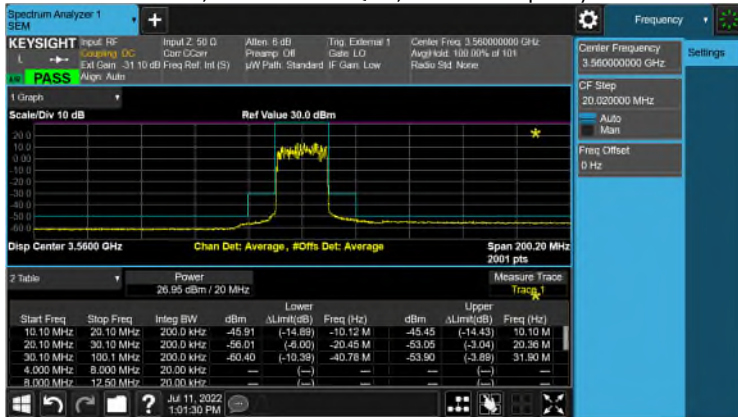 Spectrum Analyzer 1
SEM
Frequency
KEYSIGHT
Input: RF
Coupling: DC
Ext Gain: -31.10 dB
Align: Auto
Input Z: 50 Ω
Corr CCorr
Freq Ref: Int (S)
Atten: 6 dB
Preamp: Off
µW Path: Standard
Trig: External 1
Gate: LO
IF Gain: Low
Center Freq: 3.560000000 GHz
Avg|Hold: 100.00% of 101
Radio Std: None
L
PASS
Center Frequency
3.560000000 GHz
Settings
CF Step
20.020000 MHz
Auto
Man
Freq Offset
0 Hz
1 Graph
Scale/Div 10 dB
Ref Value 30.0 dBm
20.0
10.0
0.00
-10.0
-20.0
-30.0
-40.0
-50.0
-60.0
Disp Center 3.5600 GHz
Chan Det: Average, #Offs Det: Average
Span 200.20 MHz
2001 pts
2 Table
Power
26.95 dBm / 20 MHz
Measure Trace
Trace 1
Lower
Upper
Start Freq Stop Freq Integ BW dBm ΔLimit(dB) Freq (Hz) dBm ΔLimit(dB) Freq (Hz)
10.10 MHz 20.10 MHz 200.0 kHz -45.91 (-14.89) -10.12 M -45.45 (-14.43) 10.10 M
20.10 MHz 30.10 MHz 200.0 kHz -56.01 (-6.00) -20.45 M -53.05 (-3.04) 20.36 M
30.10 MHz 100.1 MHz 200.0 kHz -60.40 (-10.39) -40.78 M -53.90 (-3.89) 31.90 M
4.000 MHz 8.000 MHz 20.00 kHz --- (---) --- --- (---) ---
8.000 MHz 12.50 MHz 20.00 kHz --- (---) --- --- (---) ---
Jul 11, 2022
1:01:30 PM